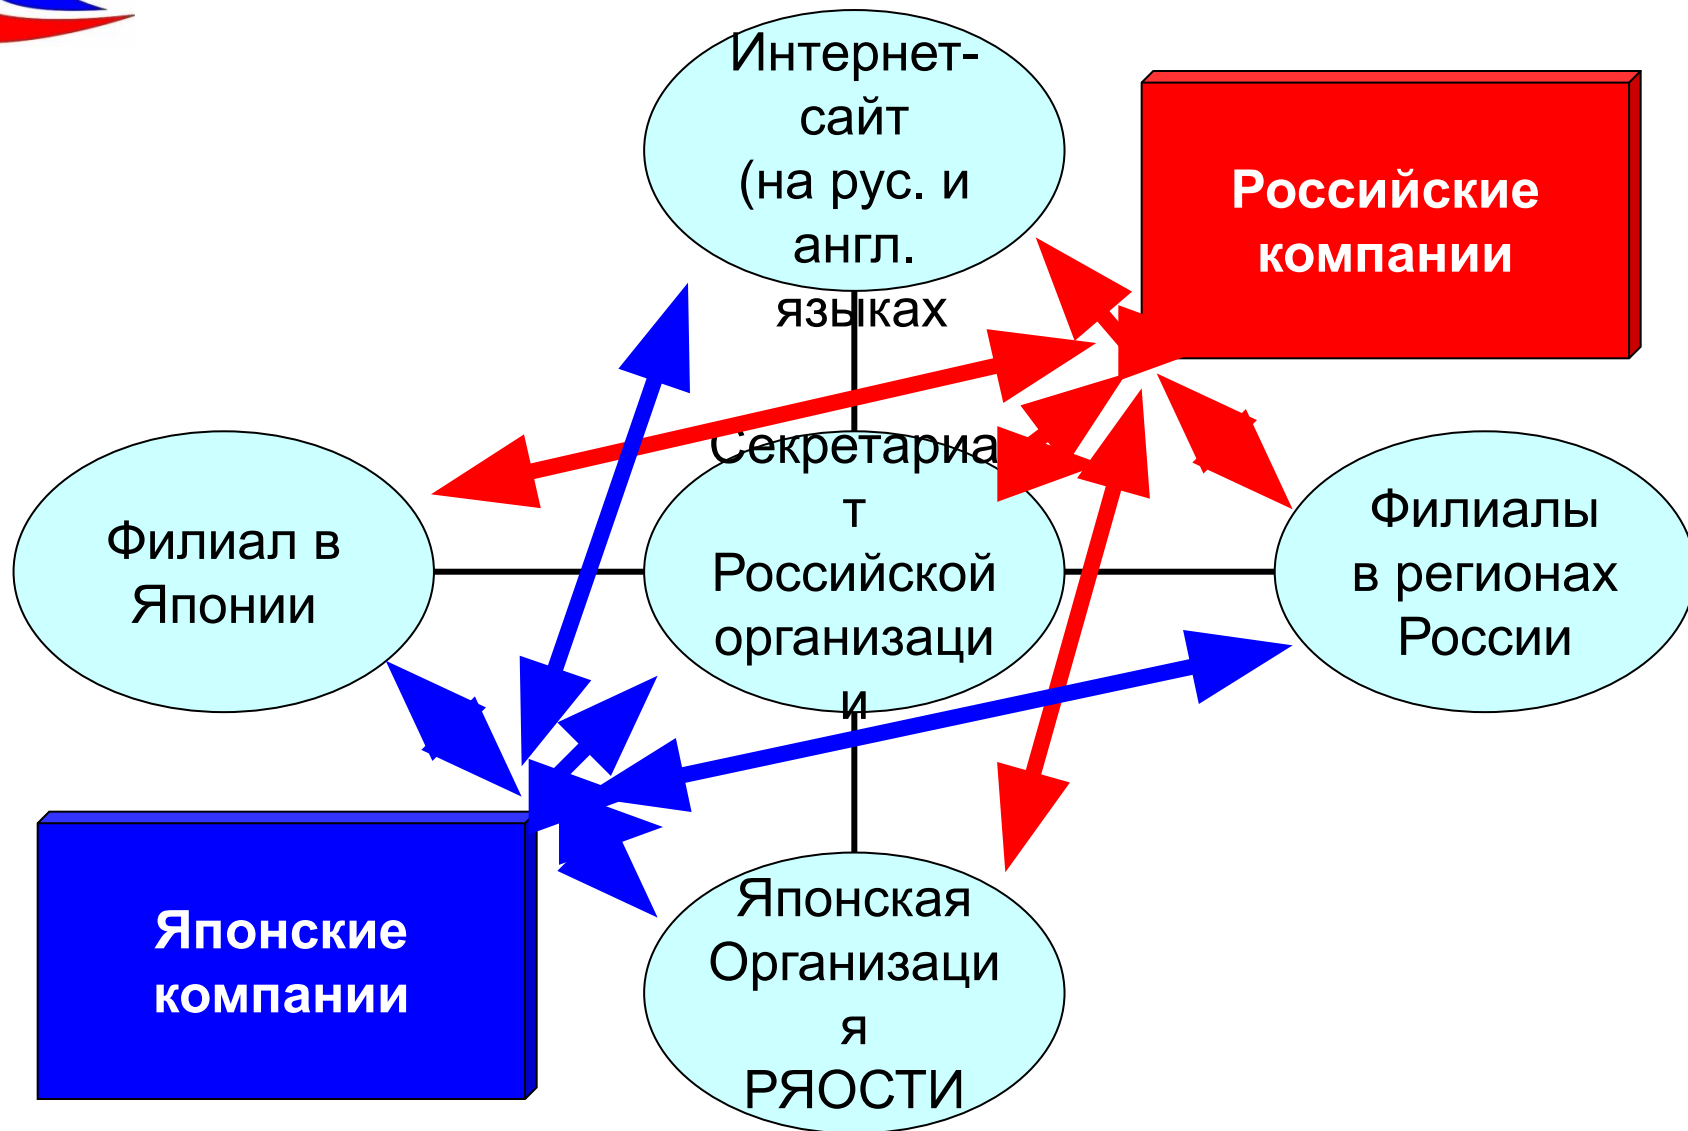 Интернет-
сайт
(на рус. и
англ.
языках
Российские
компании
Секретариа
т
Российской
организаци
и
Филиал в
Японии
Филиалы
в регионах
России
Японские
компании
Японская
Организаци
я
РЯОСТИ